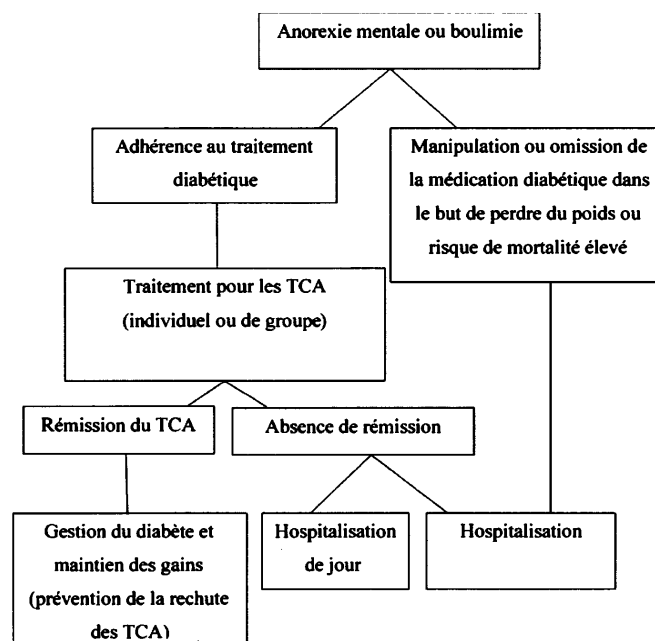 Anorexie mentale ou boulimie
Adhérence au traitement
diabétique
Manipulation ou omission de
la médication diabétique dans
le but de perdre du poids ou
risque de mortalité élevé
Traitement pour les TCA
(individuel ou de groupe)
Rémission du TCA
Absence de rémission
Gestion du diabète et
maintien des gains
(prévention de la rechute
des TCA)
Hospitalisation
de jour
Hospitalisation